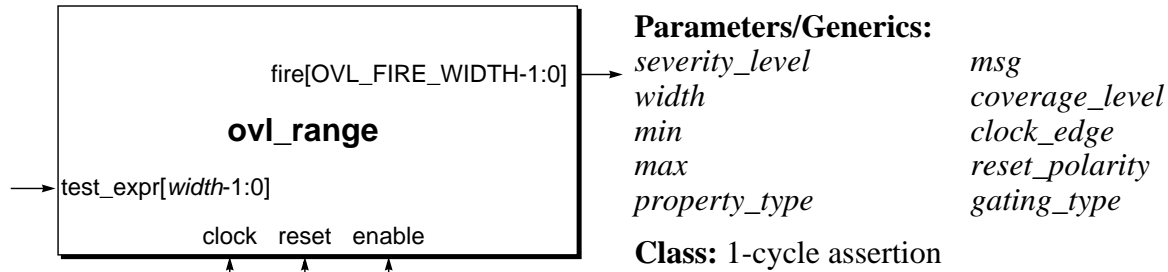 fire[OVL_FIRE_WIDTH-1:0]
ovl_range
test_expr[width-1:0]
clock reset enable
Parameters/Generics:
severity_level msg
width coverage_level
min clock_edge
max reset_polarity
property_type gating_type
Class: 1-cycle assertion